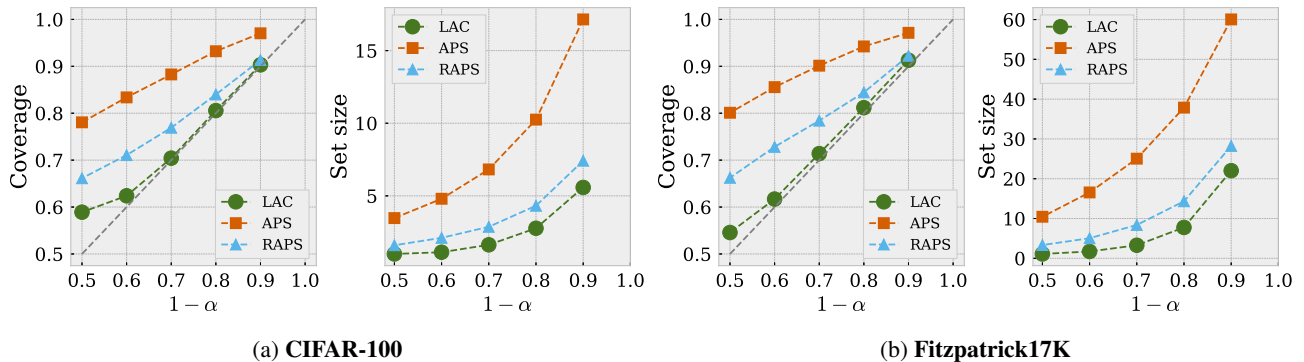 Coverage
1.0
0.9
0.8
0.7
0.6
0.5
LAC
APS
RAPS
0.5 0.6 0.7 0.8 0.9 1.0
1 − α
Set size
15
10
5
LAC
APS
RAPS
0.5 0.6 0.7 0.8 0.9 1.0
1 − α
(a) CIFAR-100
Coverage
1.0
0.9
0.8
0.7
0.6
0.5
LAC
APS
RAPS
0.5 0.6 0.7 0.8 0.9 1.0
1 − α
Set size
60
50
40
30
20
10
0
LAC
APS
RAPS
0.5 0.6 0.7 0.8 0.9 1.0
1 − α
(b) Fitzpatrick17K